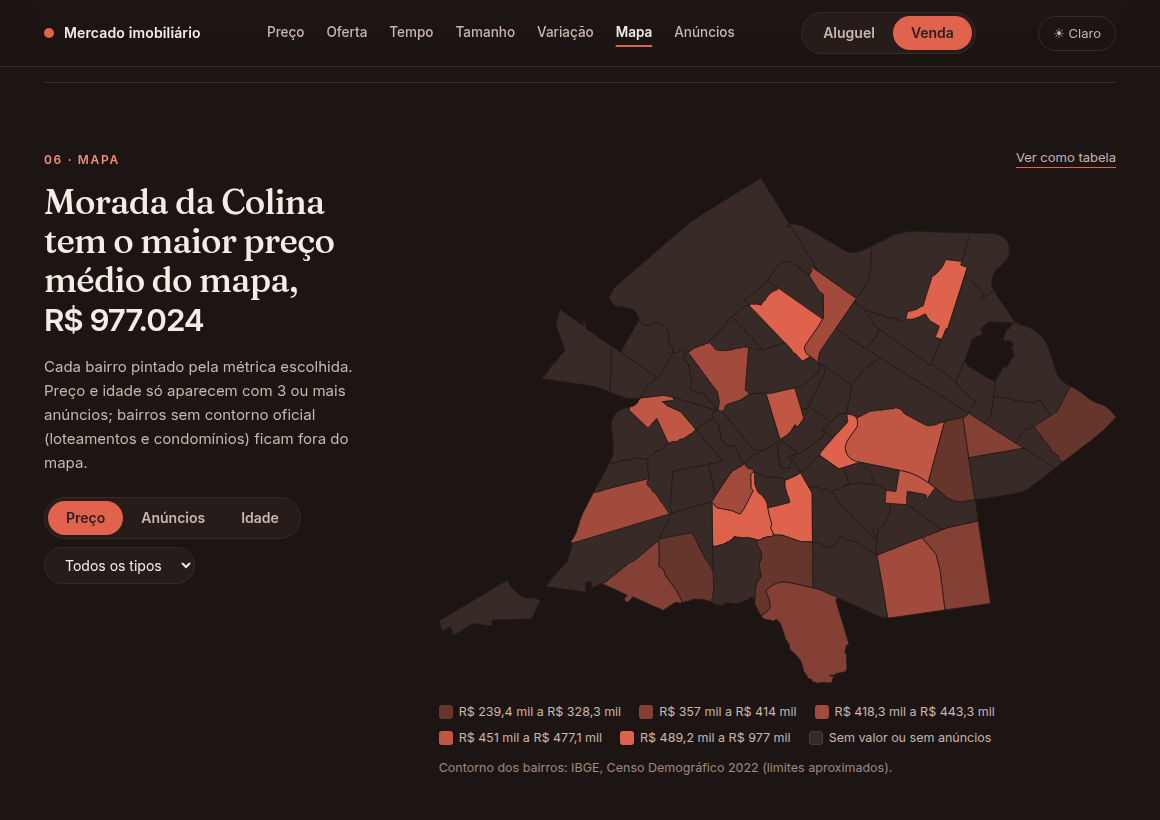 Mercado imobiliário
Preço
Oferta
Tempo
Tamanho
Variação
Mapa
Anúncios
Aluguel
Venda
☀ Claro
06 · MAPA
Ver como tabela
Morada da Colina
tem o maior preço
médio do mapa,
R$ 977.024
Cada bairro pintado pela métrica escolhida.
Preço e idade só aparecem com 3 ou mais
anúncios; bairros sem contorno oficial
(loteamentos e condomínios) ficam fora do
mapa.
Preço
Anúncios
Idade
Todos os tipos
R$ 239,4 mil a R$ 328,3 mil
R$ 357 mil a R$ 414 mil
R$ 418,3 mil a R$ 443,3 mil
R$ 451 mil a R$ 477,1 mil
R$ 489,2 mil a R$ 977 mil
Sem valor ou sem anúncios
Contorno dos bairros: IBGE, Censo Demográfico 2022 (limites aproximados).